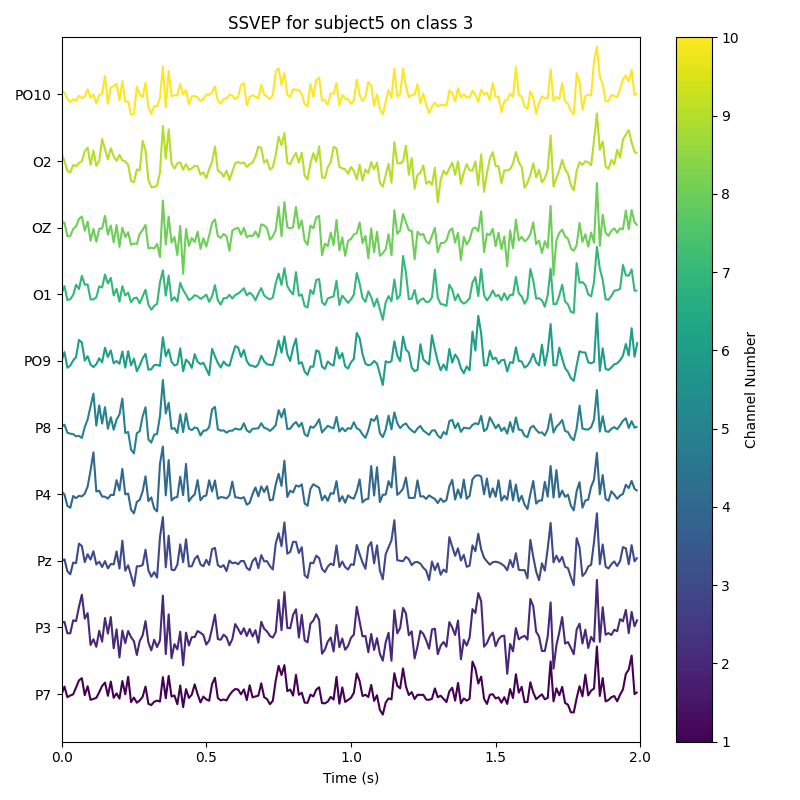 SSVEP for subject5 on class 3
PO10
O2
OZ
O1
PO9
P8
P4
Pz
P3
P7
0.0
0.5
1.0
1.5
2.0
Time (s)
10
9
8
7
6
5
4
3
2
1
Channel Number